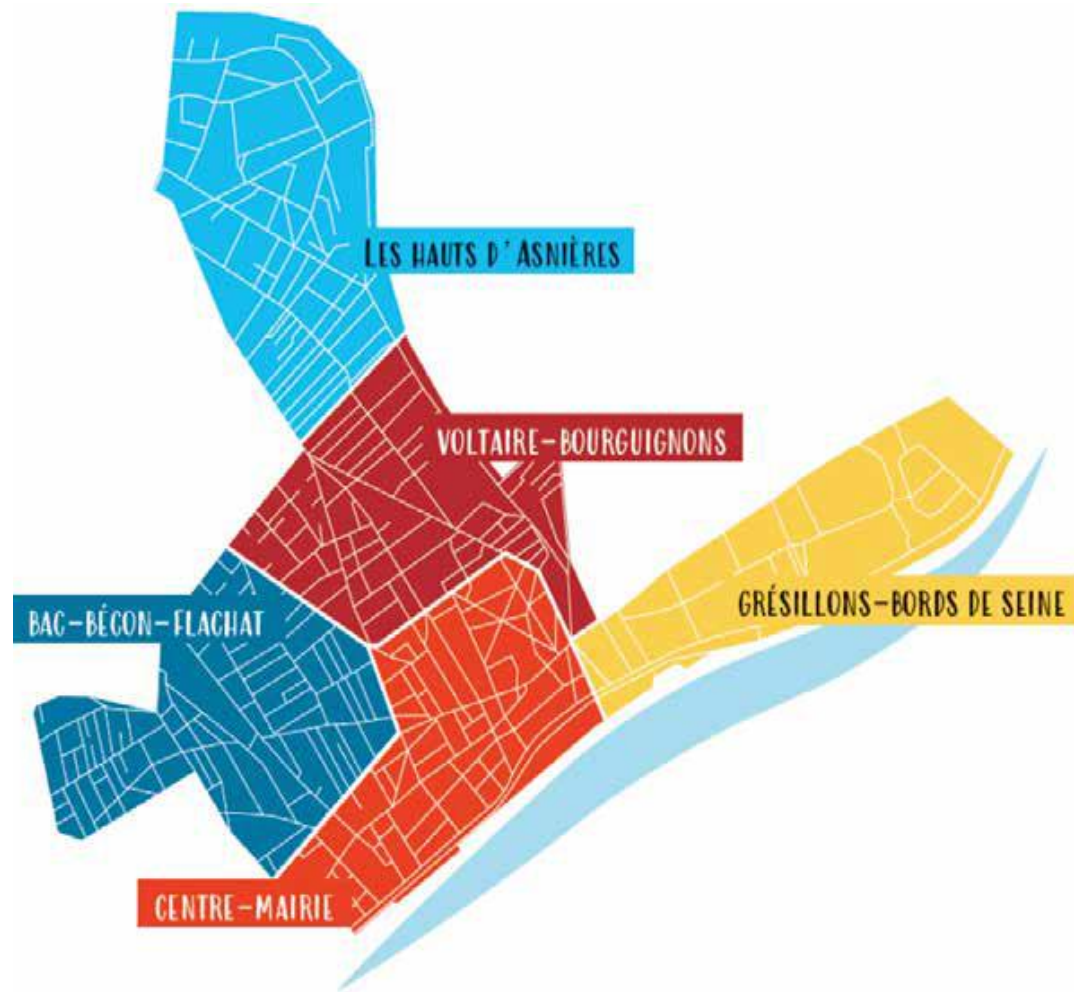 LES HAUTS D'ASNIÈRES
VOLTAIRE-BOURGUIGNONS
GRÉSILLONS-BORDS DE SEINE
BAC-BÉCON-FLACHAT
CENTRE-MAIRIE